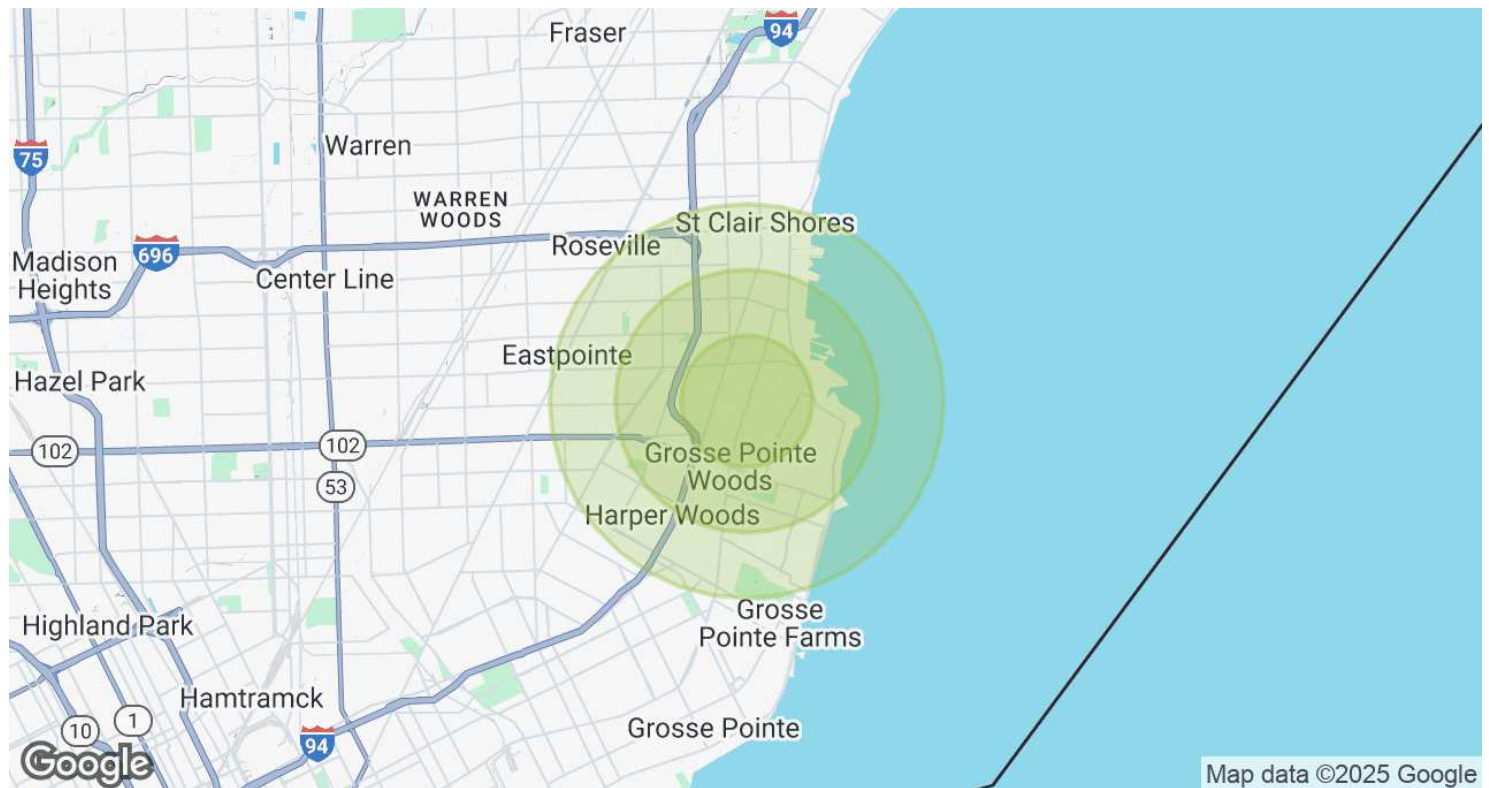 Fraser
94
Warren
75
WARREN
WOODS
St Clair Shores
Roseville
696
Madison
Heights
Center Line
Eastpointe
Hazel Park
102
102
Grosse Pointe
Woods
53
Harper Woods
Grosse
Pointe Farms
Highland Park
Hamtramck
1
10
Grosse Pointe
94
Google
Map data ©2025 Google